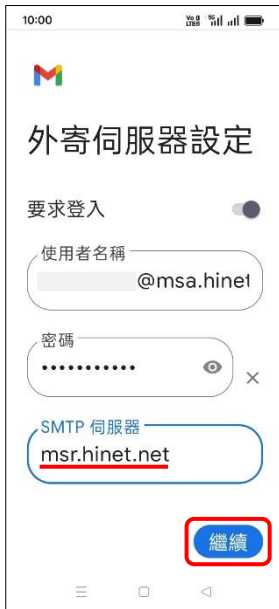 10:00
外寄伺服器設定
要求登入
使用者名稱
@msa.hinet
密碼
•••••••••••
SMTP 伺服器
msr.hinet.net
繼續